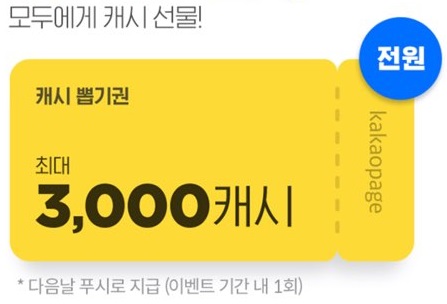 모두에게 캐시 선물!
전원
캐시 뽑기권
최대
3,000캐시
kakaopage
* 다음날 푸시로 지급 (이벤트 기간 내 1회)